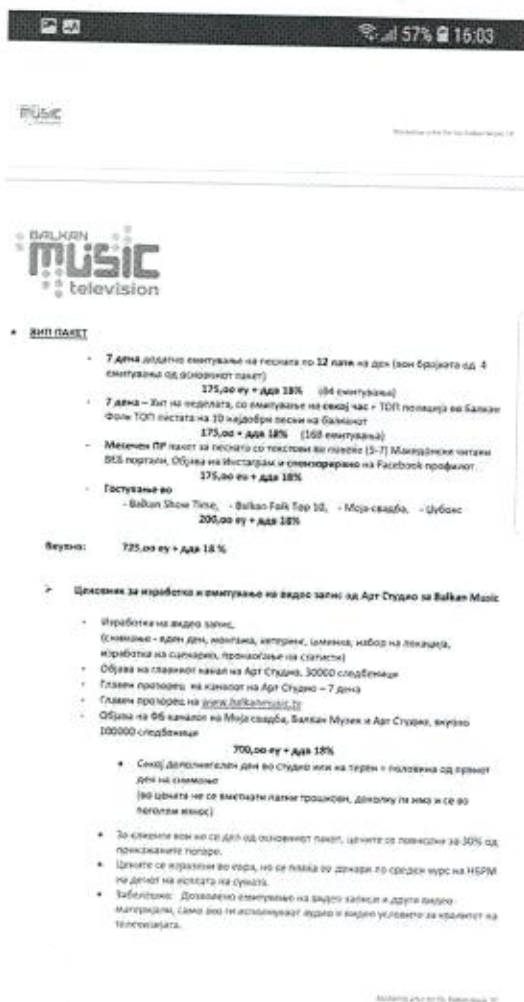 57% 16:03
music
BALKAN
music
television
ВИП ПАКЕТ
- 7 дена додатно емитување на песната по 12 пати на ден (вон бројката од 4
емитувања од основниот пакет)
175,оо еу + ддв 18% (84 емитувања)
- 7 дена – Хит на неделата, со емитување на секој час + ТОП позиција во Балкан
Фолк ТОП листата на 10 најдобри песни на балканот
175,оо + ддв 18% (168 емитувања)
- Месечен ПР пакет за песната со текстови во повеќе (5-7) Македонски читани
ВЕБ портали, Објава на Инстаграм и спонзорирано на Facebook профилот
175,оо еу + ддв 18%
- Гостување во
- Balkan Show Time, - Balkan Folk Top 10, - Моја свадба, - Џубокс
200,оо еу + ддв 18%
Вкупно: 725,оо еу + ддв 18 %
Ценовник за изработка и емитување на видео запис од Арт Студио за Balkan Music
- Изработка на видео запис,
(снимање - еден ден, монтажа, кетеринг, шминка, избор на локација,
изработка на сценарио, пронаоѓање на статисти)
- Објава на главниот канал на Арт Студио, 30000 следбеници
- Главен прозорец на каналот на Арт Студио – 7 дена
- Главен прозорец на www.balkanmusic.tv
- Објава на ФБ каналот на Моја свадба, Балкан Музик и Арт Студио, вкупно
100000 следбеници
700,оо еу + ддв 18%
Секој дополнителен ден во студио или на терен + половина од првиот
ден на снимање
(во цената не се вметнати патни трошкови, доколку ги има и се во
поголем износ)
За клиенти кои не се дел од основниот пакет, цените се повисоки за 30% од
прикажаните погоре.
Цените се изразени во евра, но се плаќа во денари по среден курс на НБРМ
на денот на исплата на сумата.
Забелешка: Дозволено емитување на видео записи и други видео
материјали, само ако ги исполнуваат аудио и видео условите за квалитет на
телевизијата.